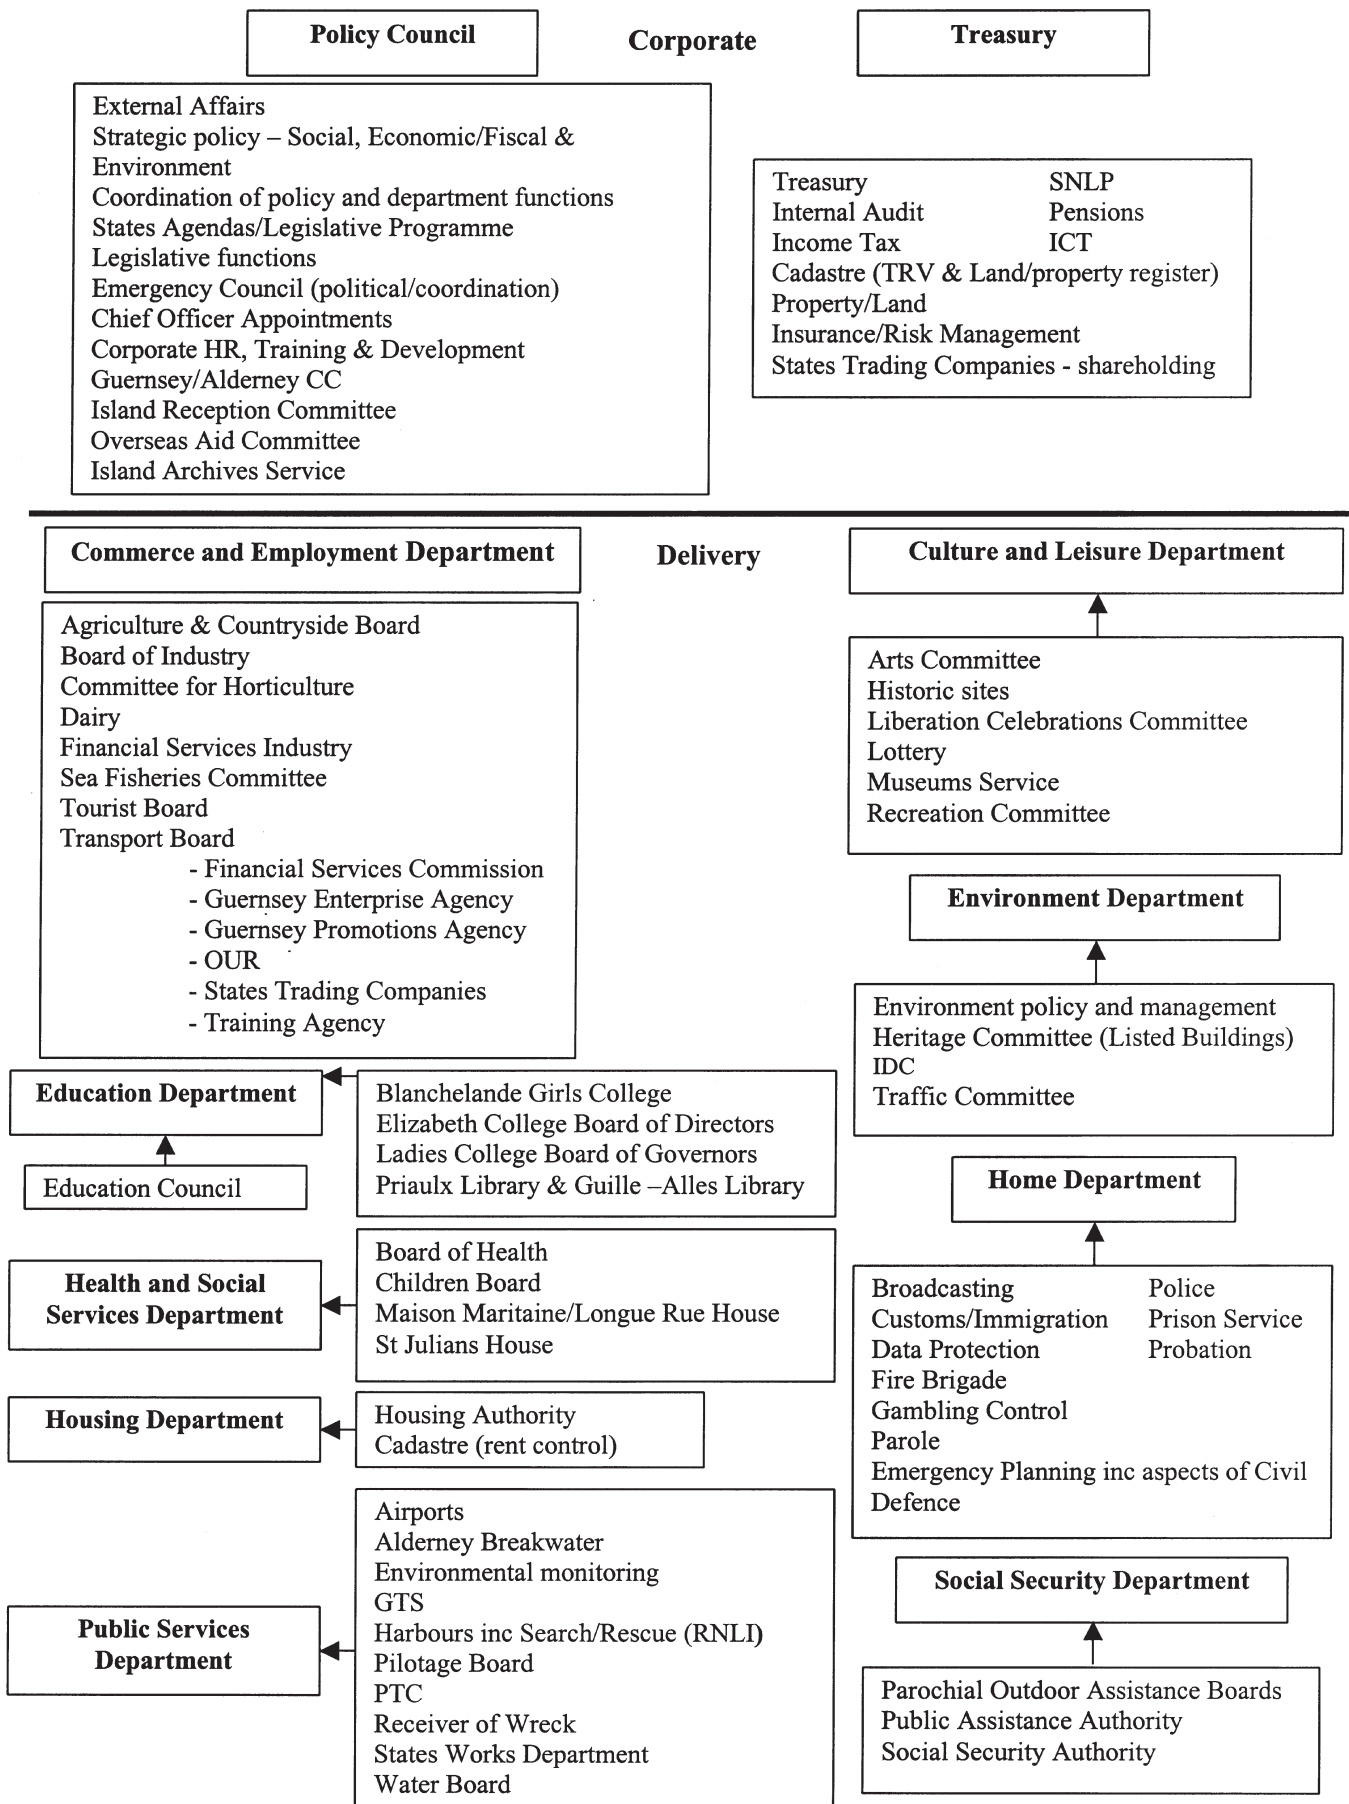 Policy Council
Corporate
Treasury
External Affairs
Strategic policy – Social, Economic/Fiscal &
Environment
Coordination of policy and department functions
States Agendas/Legislative Programme
Legislative functions
Emergency Council (political/coordination)
Chief Officer Appointments
Corporate HR, Training & Development
Guernsey/Alderney CC
Island Reception Committee
Overseas Aid Committee
Island Archives Service
Treasury SNLP
Internal Audit Pensions
Income Tax ICT
Cadastre (TRV & Land/property register)
Property/Land
Insurance/Risk Management
States Trading Companies - shareholding
Commerce and Employment Department
Delivery
Culture and Leisure Department
Agriculture & Countryside Board
Board of Industry
Committee for Horticulture
Dairy
Financial Services Industry
Sea Fisheries Committee
Tourist Board
Transport Board
- Financial Services Commission
- Guernsey Enterprise Agency
- Guernsey Promotions Agency
- OUR
- States Trading Companies
- Training Agency
Arts Committee
Historic sites
Liberation Celebrations Committee
Lottery
Museums Service
Recreation Committee
Environment Department
Environment policy and management
Heritage Committee (Listed Buildings)
IDC
Traffic Committee
Education Department
Education Council
Blanchelande Girls College
Elizabeth College Board of Directors
Ladies College Board of Governors
Priaulx Library & Guille –Alles Library
Home Department
Broadcasting Police
Customs/Immigration Prison Service
Data Protection Probation
Fire Brigade
Gambling Control
Parole
Emergency Planning inc aspects of Civil
Defence
Health and Social
Services Department
Board of Health
Children Board
Maison Maritaine/Longue Rue House
St Julians House
Housing Department
Housing Authority
Cadastre (rent control)
Public Services
Department
Airports
Alderney Breakwater
Environmental monitoring
GTS
Harbours inc Search/Rescue (RNLI)
Pilotage Board
PTC
Receiver of Wreck
States Works Department
Water Board
Social Security Department
Parochial Outdoor Assistance Boards
Public Assistance Authority
Social Security Authority